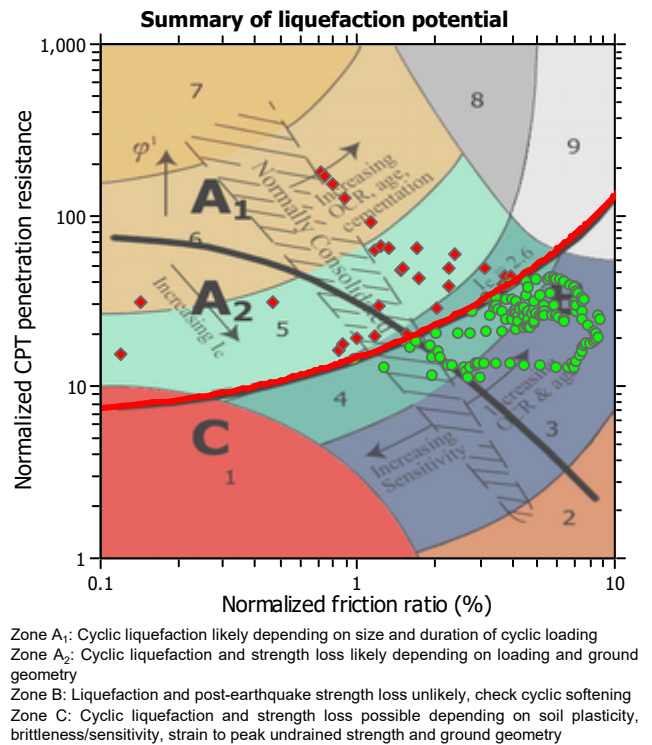 Summary of liquefaction potential
1,000
7
8
9
φ'
Increasing
OCR, age,
cementation
A1
Normally Consolidated
100
6
Ic = 2.6
A2
Increasing Ic
5
B
10
4
Increasing
OCR & age
C
3
Increasing
Sensitivity
1
2
1
0.1
1
10
Normalized CPT penetration resistance
Normalized friction ratio (%)
Zone A1: Cyclic liquefaction likely depending on size and duration of cyclic loading
Zone A2: Cyclic liquefaction and strength loss likely depending on loading and ground
geometry
Zone B: Liquefaction and post-earthquake strength loss unlikely, check cyclic softening
Zone C: Cyclic liquefaction and strength loss possible depending on soil plasticity,
brittleness/sensitivity, strain to peak undrained strength and ground geometry